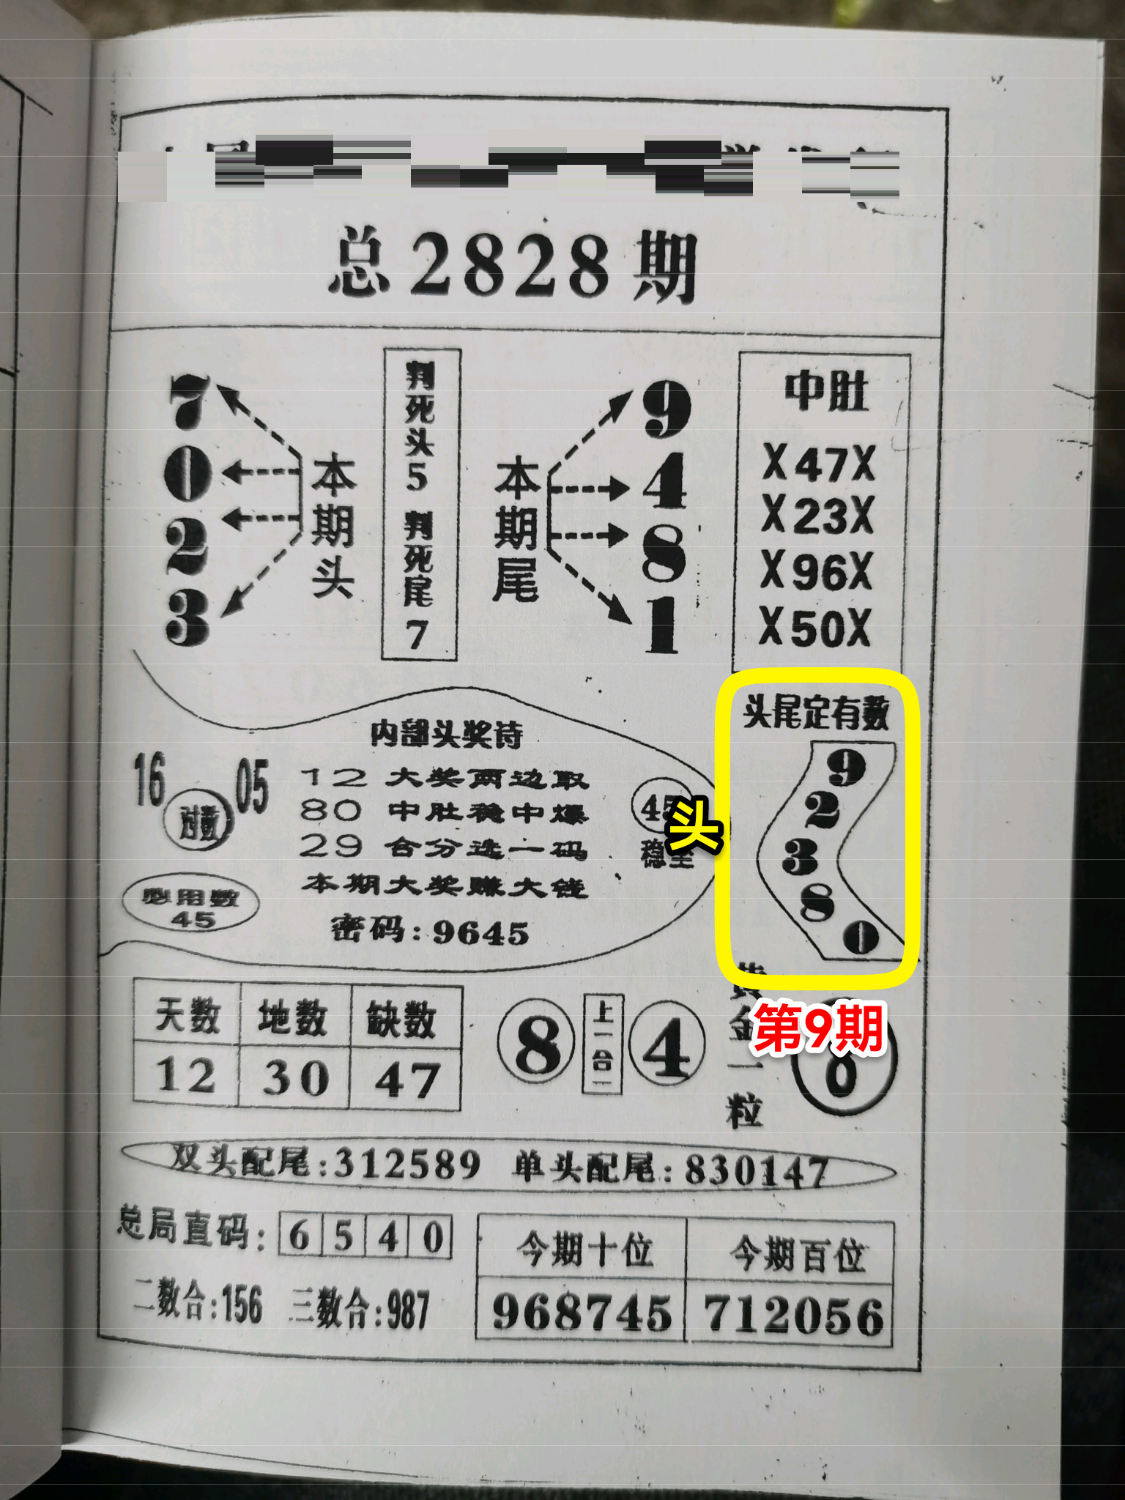 总2828期
7
0
2
3
本期头
判死头5 判死尾7
本期尾
9
4
8
1
中肚
X47X
X23X
X96X
X50X
内部头奖诗
16 对数 05
12 大奖两边取
80 中肚稳中爆
29 合分选一码
本期大奖赚大钱
密码:9645
必用数
45
头
头尾定有数
9
2
3
8
0
第9期
天数 地数 缺数
12 30 47
8 上一合一 4
黄金一粒
双头配尾:312589 单头配尾:830147
总局直码: 6 5 4 0
二数合:156 三数合:987
今期十位 今期百位
968745 712056